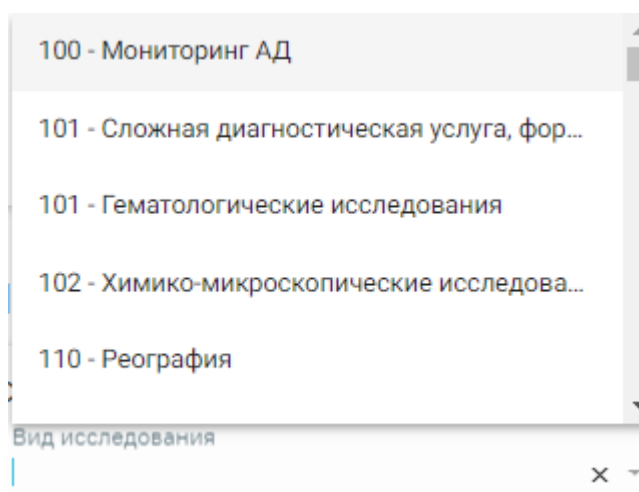 100 - Мониторинг АД
101 - Сложная диагностическая услуга, фор...
101 - Гематологические исследования
102 - Химико-микроскопические исследова...
110 - Реография
Вид исследования